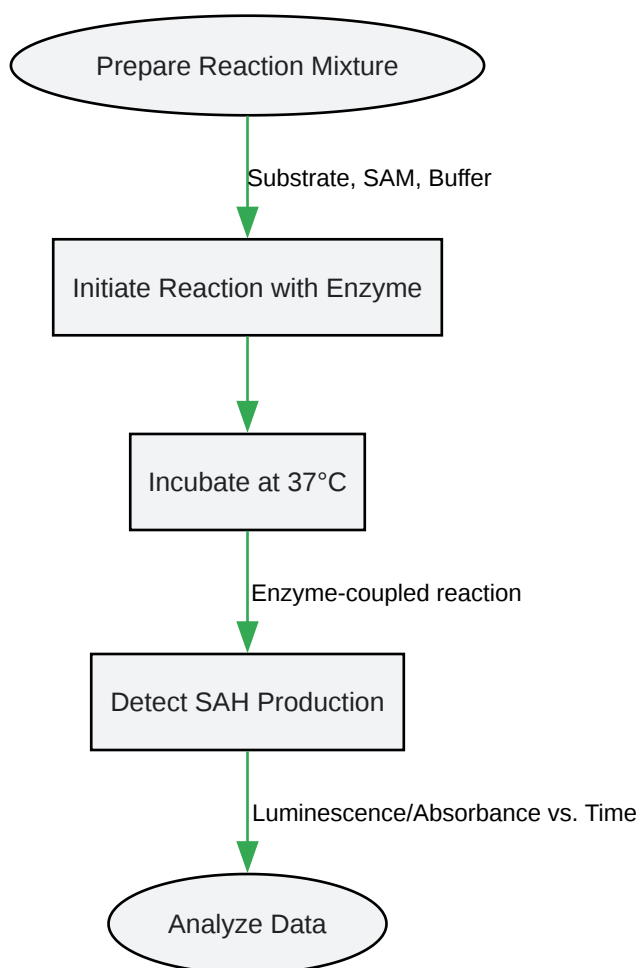 Prepare Reaction Mixture
Substrate, SAM, Buffer
Initiate Reaction with Enzyme
Incubate at 37°C
Enzyme-coupled reaction
Detect SAH Production
Luminescence/Absorbance vs. Time
Analyze Data